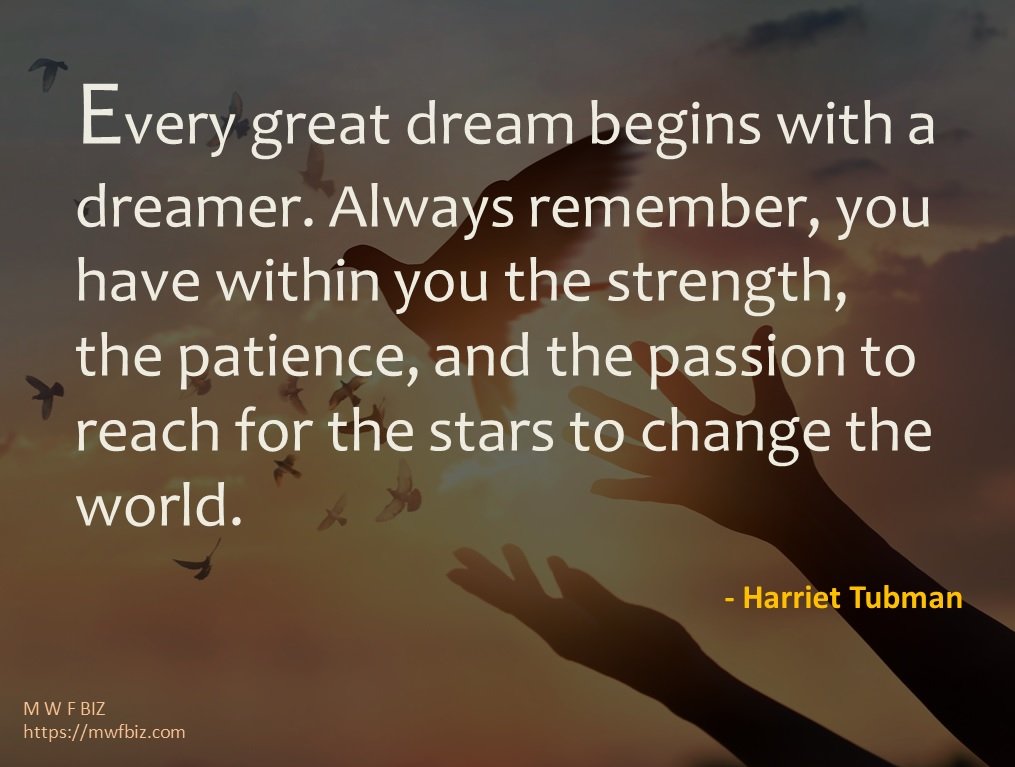 Every great dream begins with a
dreamer. Always remember, you
have within you the strength,
the patience, and the passion to
reach for the stars to change the
world.
- Harriet Tubman
M W F BIZ
https://mwfbiz.com